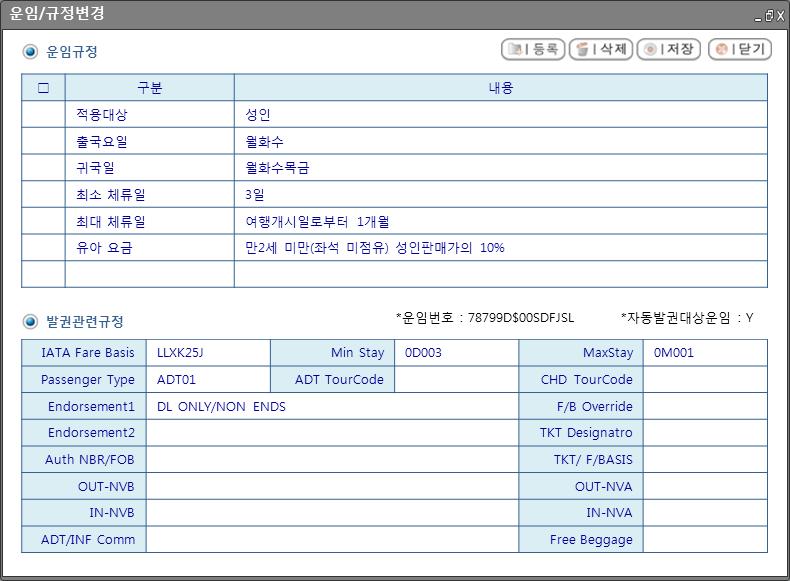 운임/규정변경
운임규정
등록 삭제 저장 닫기
구분 내용
적용대상 성인
출국요일 월화수
귀국일 월화수목금
최소 체류일 3일
최대 체류일 여행개시일로부터 1개월
유아 요금 만2세 미만(좌석 미점유) 성인판매가의 10%
발권관련규정 *운임번호 : 78799D$00SDFJSL *자동발권대상운임 : Y
IATA Fare Basis LLXK25J Min Stay 0D003 MaxStay 0M001
Passenger Type ADT01 ADT TourCode CHD TourCode
Endorsement1 DL ONLY/NON ENDS F/B Override
Endorsement2 TKT Designatro
Auth NBR/FOB TKT/ F/BASIS
OUT-NVB OUT-NVA
IN-NVB IN-NVA
ADT/INF Comm Free Beggage